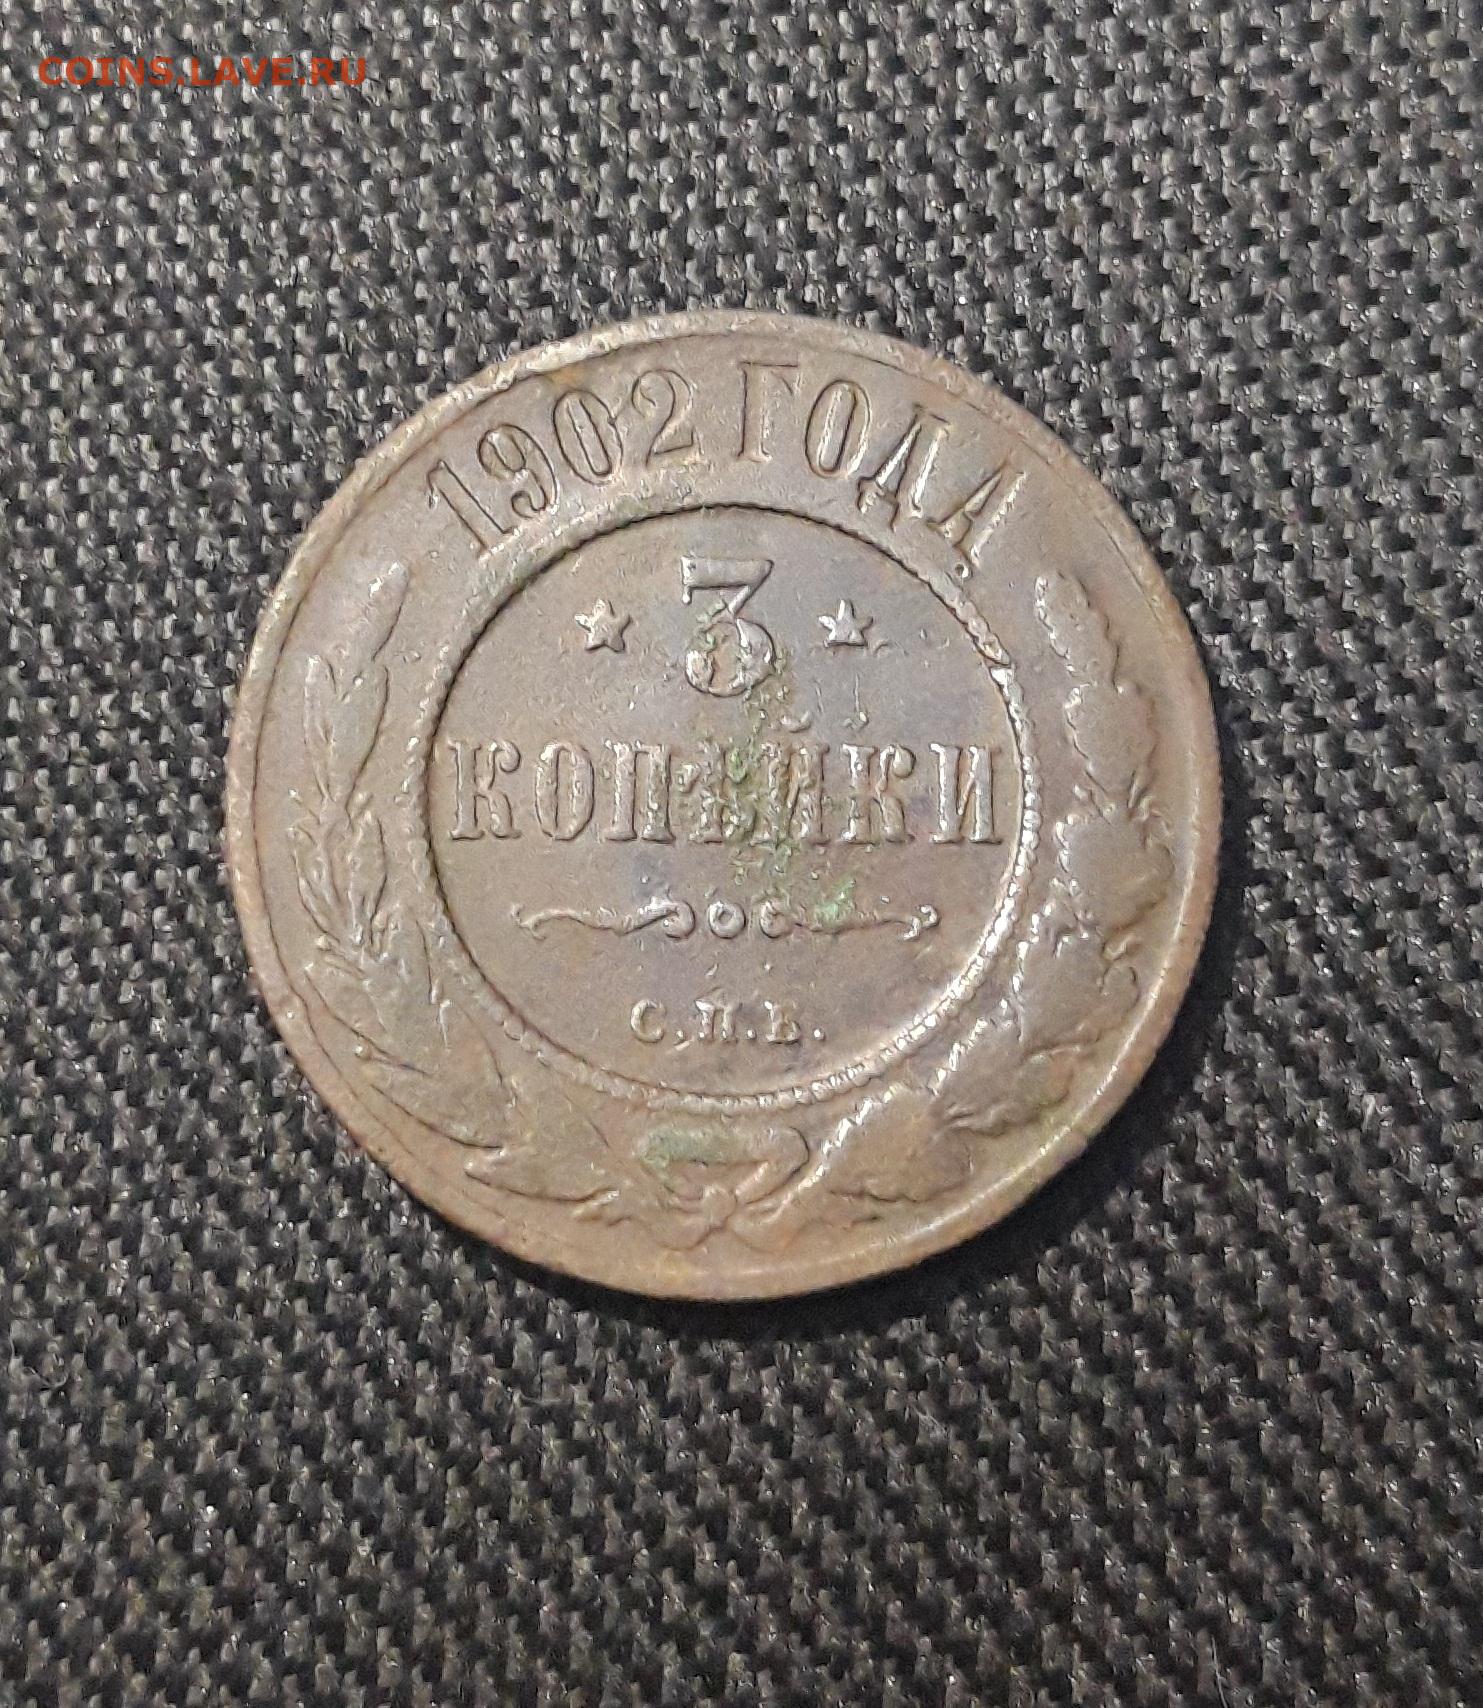 COINS.LAVE.RU
1902 ГОДА.
3
КОПѢЙКИ
С.П.Б.